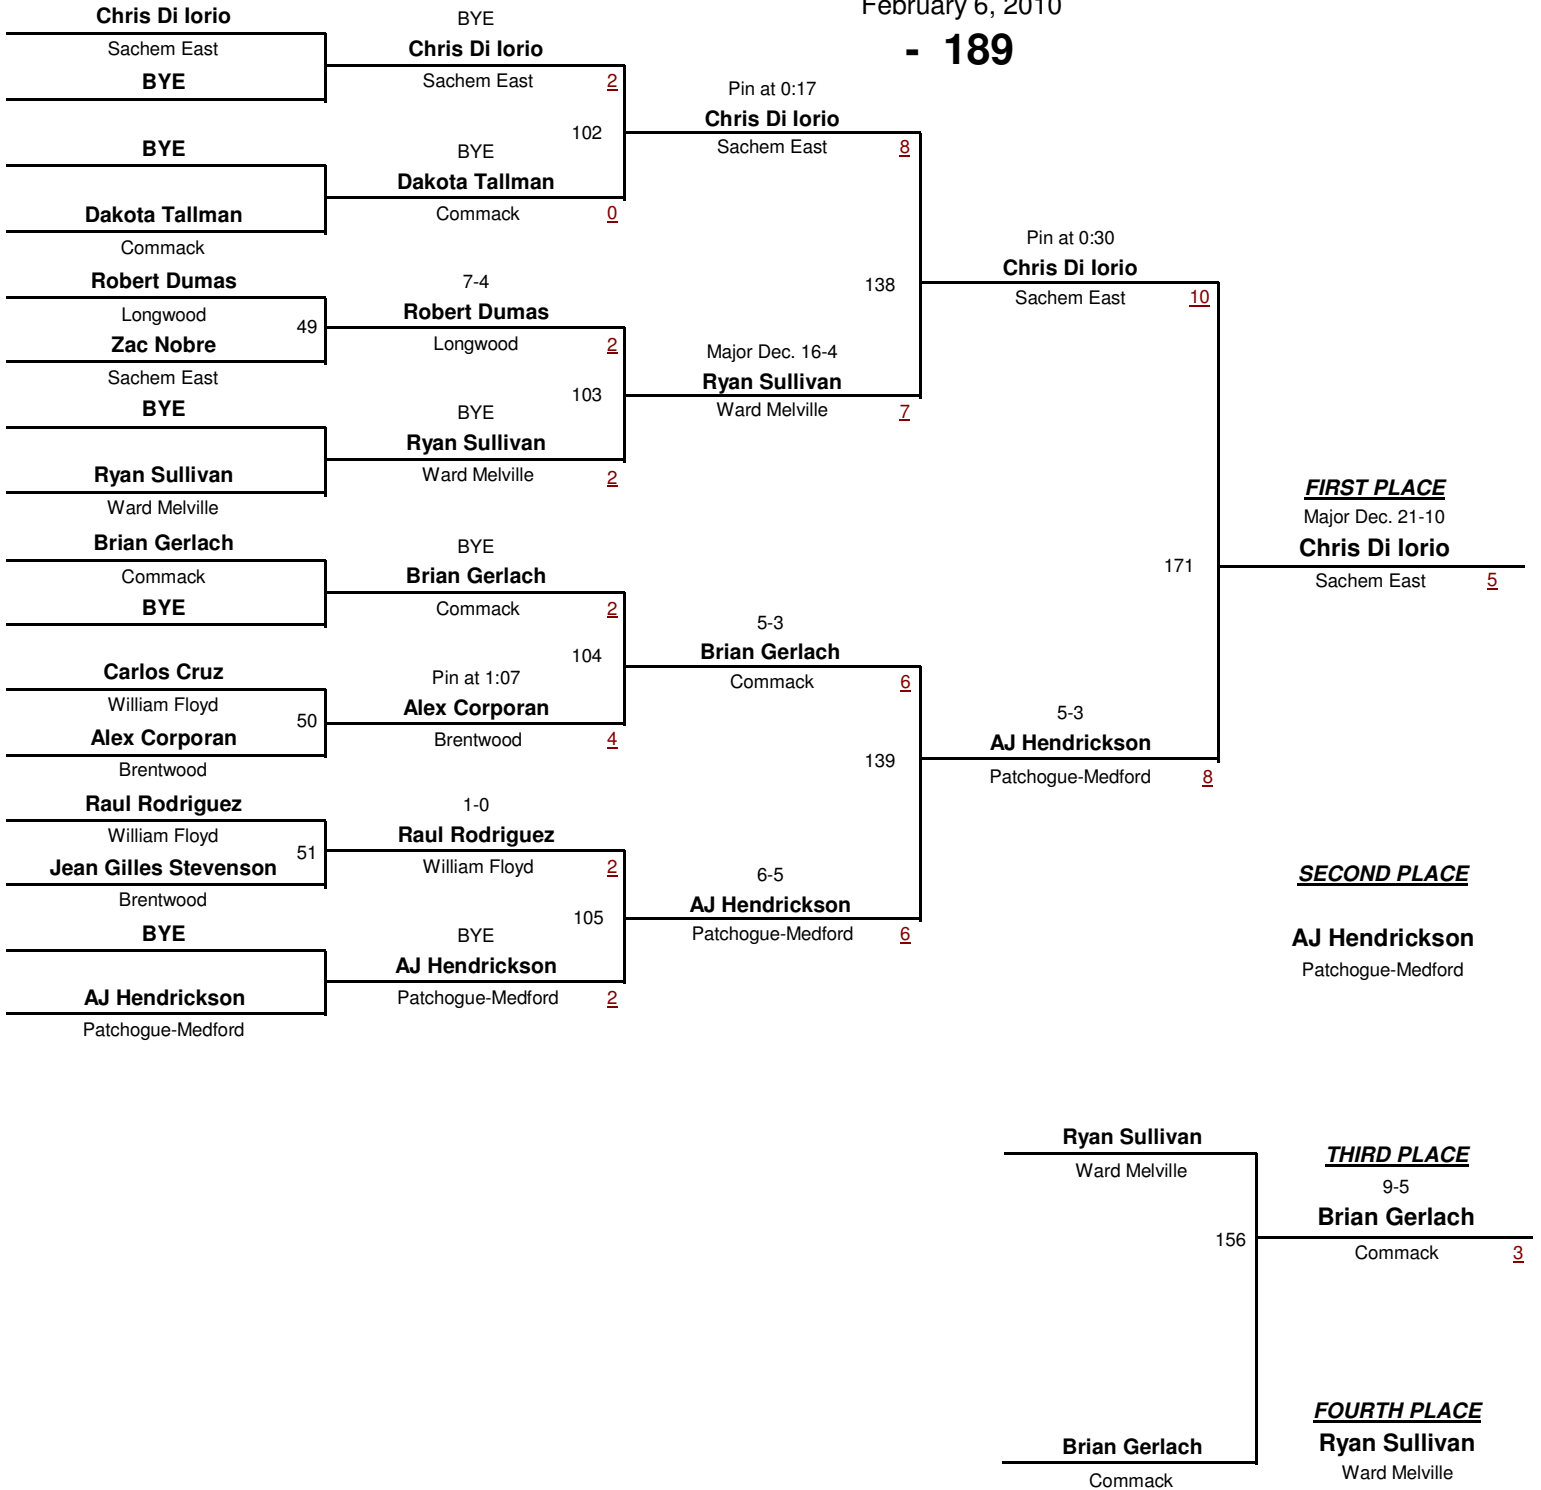 February 6, 2010
- 189
Chris Di Iorio
Sachem East
BYE
BYE
Dakota Tallman
Commack
Robert Dumas
Longwood
49
Zac Nobre
Sachem East
BYE
Ryan Sullivan
Ward Melville
Brian Gerlach
Commack
BYE
Carlos Cruz
William Floyd
50
Alex Corporan
Brentwood
Raul Rodriguez
William Floyd
51
Jean Gilles Stevenson
Brentwood
BYE
AJ Hendrickson
Patchogue-Medford
BYE
Chris Di Iorio
Sachem East 2
102
BYE
Dakota Tallman
Commack 0
7-4
Robert Dumas
Longwood 2
103
BYE
Ryan Sullivan
Ward Melville 2
BYE
Brian Gerlach
Commack 2
104
Pin at 1:07
Alex Corporan
Brentwood 4
1-0
Raul Rodriguez
William Floyd 2
105
BYE
AJ Hendrickson
Patchogue-Medford 2
Pin at 0:17
Chris Di Iorio
Sachem East 8
138
Major Dec. 16-4
Ryan Sullivan
Ward Melville 7
5-3
Brian Gerlach
Commack 6
139
6-5
AJ Hendrickson
Patchogue-Medford 6
Pin at 0:30
Chris Di Iorio
Sachem East 10
171
5-3
AJ Hendrickson
Patchogue-Medford 8
FIRST PLACE
Major Dec. 21-10
Chris Di Iorio
Sachem East 5
SECOND PLACE
AJ Hendrickson
Patchogue-Medford
Ryan Sullivan
Ward Melville
156
Brian Gerlach
Commack
THIRD PLACE
9-5
Brian Gerlach
Commack 3
FOURTH PLACE
Ryan Sullivan
Ward Melville